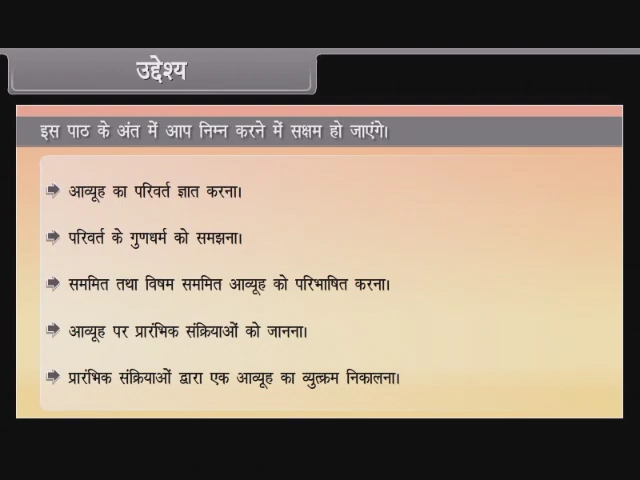 उद्देश्य
इस पाठ के अंत में आप निम्न करने में सक्षम हो जाएंगे।
आव्यूह का परिवर्त ज्ञात करना।
परिवर्त के गुणधर्म को समझना।
सममित तथा विषम सममित आव्यूह को परिभाषित करना।
आव्यूह पर प्रारंभिक संक्रियाओं को जानना।
प्रारंभिक संक्रियाओं द्वारा एक आव्यूह का व्युत्क्रम निकालना।